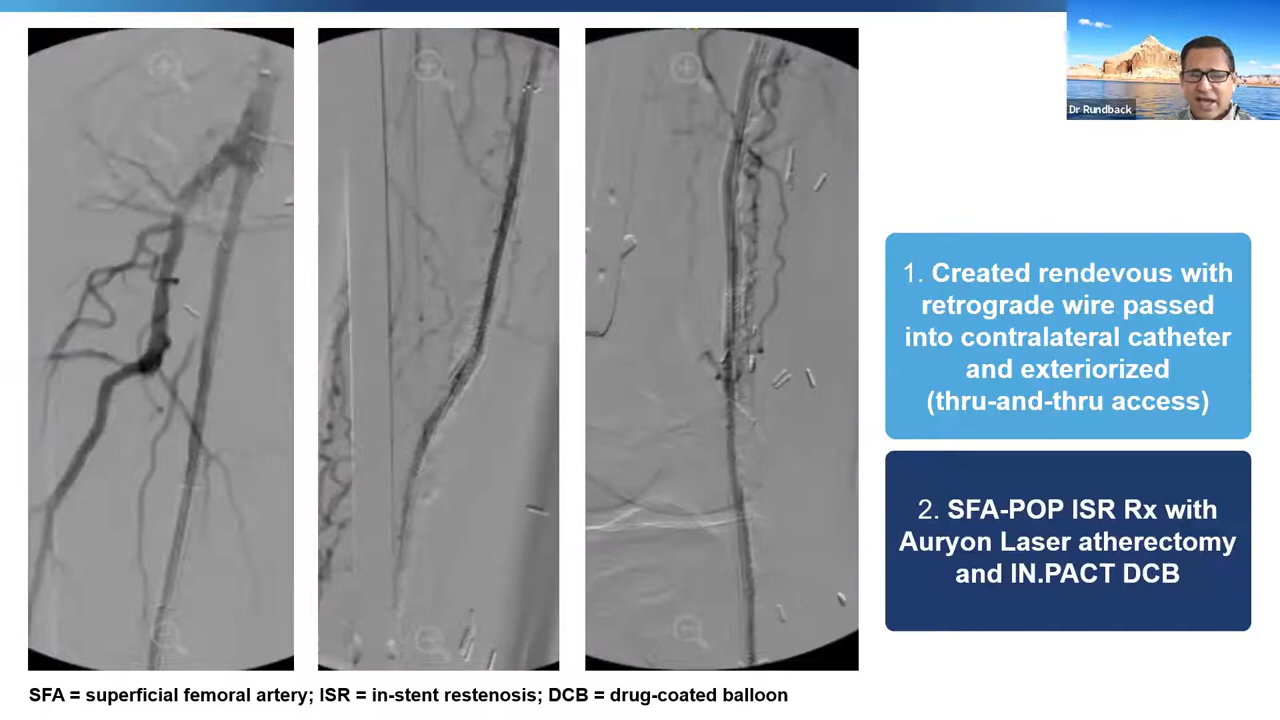 Dr Rundback
1. Created rendevous with
retrograde wire passed
into contralateral catheter
and exteriorized
(thru-and-thru access)
2. SFA-POP ISR Rx with
Auryon Laser atherectomy
and IN.PACT DCB
SFA = superficial femoral artery; ISR = in-stent restenosis; DCB = drug-coated balloon